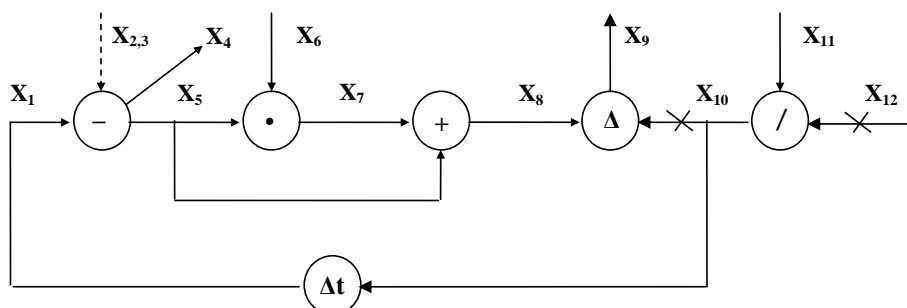 X2,3 X4 X6 X9 X11
X1 X5 X7 X8 X10 X12
− • + Δ /
Δt